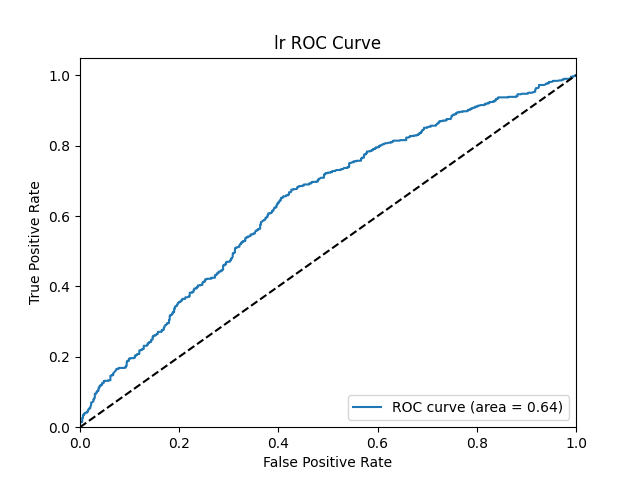 lr ROC Curve
True Positive Rate
1.0
0.8
0.6
0.4
0.2
0.0
ROC curve (area = 0.64)
0.0 0.2 0.4 0.6 0.8 1.0
False Positive Rate